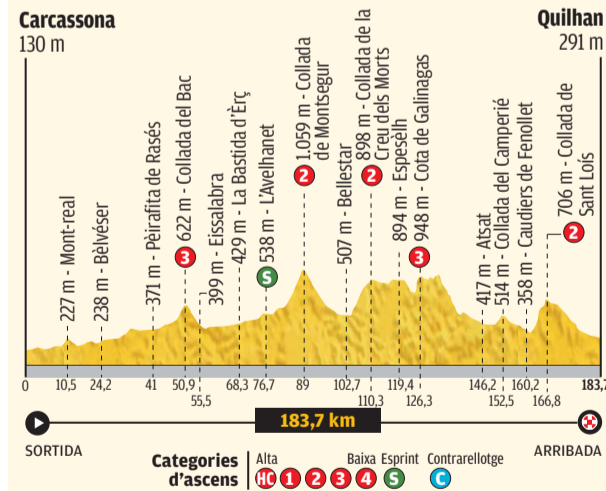 Carcassona
130 m
Quilhan
291 m
227 m - Mont-real
238 m - Bèlvéser
371 m - Pèirafita de Rasés
622 m - Collada del Bac
3
399 m - Eissalabra
429 m - La Bastida d'Èrç
538 m - L'Avelhanet
S
1.059 m - Collada
de Montsegur
2
507 m - Bellestar
898 m - Collada de la
Creu dels Morts
2
894 m - Espesèlh
948 m - Cota de Galinagas
3
417 m - Atsat
514 m - Collada del Camperié
358 m - Caudiers de Fenollet
706 m - Collada de
Sant Loís
2
0 10,5 24,2 41 50,9 68,3 76,7 89 102,7 119,4 146,2 160,2 183,7
55,5 110,3 126,3 152,5 166,8
183,7 km
SORTIDA
ARRIBADA
Categories
d'ascens
Alta Baixa Esprint Contrarellotge
HC 1 2 3 4 S C